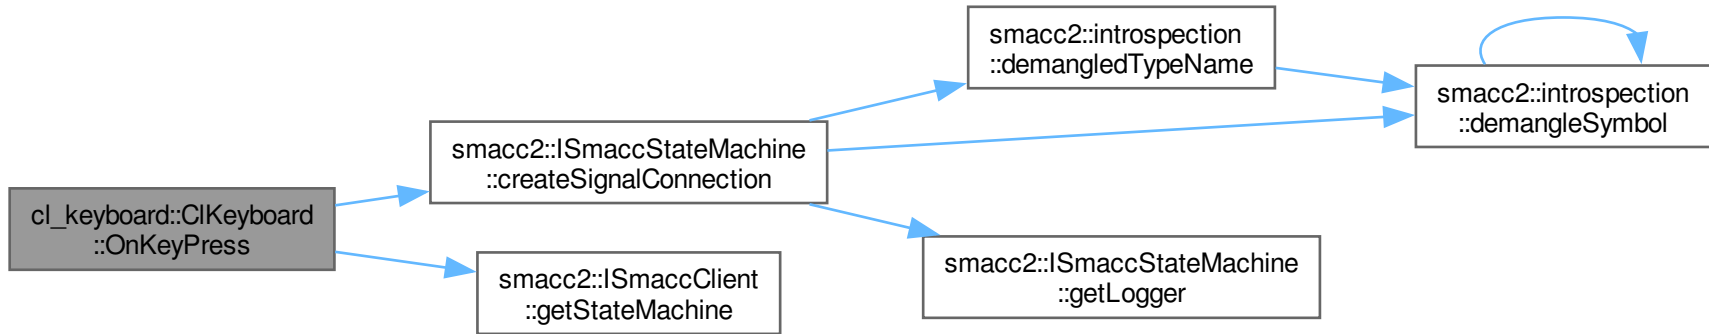 cl_keyboard::ClKeyboard
::OnKeyPress
smacc2::ISmaccStateMachine
::createSignalConnection
smacc2::ISmaccClient
::getStateMachine
smacc2::introspection
::demangledTypeName
smacc2::ISmaccStateMachine
::getLogger
smacc2::introspection
::demangleSymbol